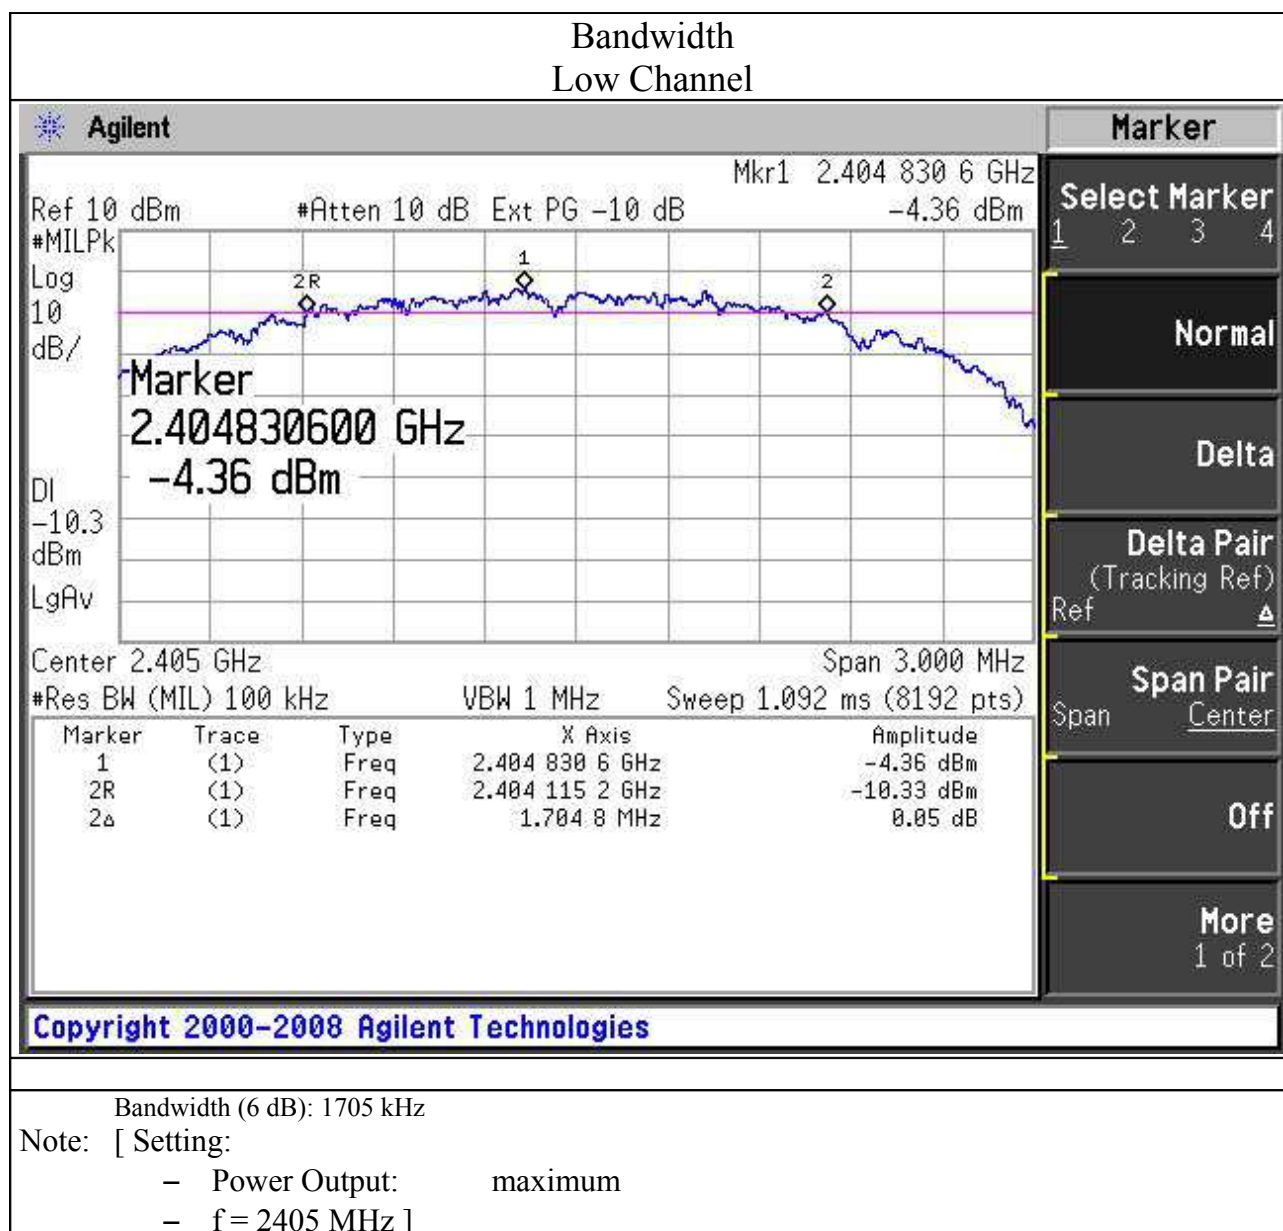 Bandwidth
Low Channel
Agilent
Marker
Mkr1 2.404 830 6 GHz
Ref 10 dBm #Atten 10 dB Ext PG -10 dB -4.36 dBm
#MILPk
Log
10
dB/
2R
1
2
Marker
2.404830600 GHz
-4.36 dBm
DI
-10.3
dBm
LgAv
Center 2.405 GHz Span 3.000 MHz
#Res BW (MIL) 100 kHz VBW 1 MHz Sweep 1.092 ms (8192 pts)
Marker Trace Type X Axis Amplitude
1 (1) Freq 2.404 830 6 GHz -4.36 dBm
2R (1) Freq 2.404 115 2 GHz -10.33 dBm
2Δ (1) Freq 1.704 8 MHz 0.05 dB
Select Marker
1 2 3 4
Normal
Delta
Delta Pair
(Tracking Ref)
Ref Δ
Span Pair
Span Center
Off
More
1 of 2
Copyright 2000-2008 Agilent Technologies
Bandwidth (6 dB): 1705 kHz
Note: [ Setting:
– Power Output: maximum
– f = 2405 MHz ]